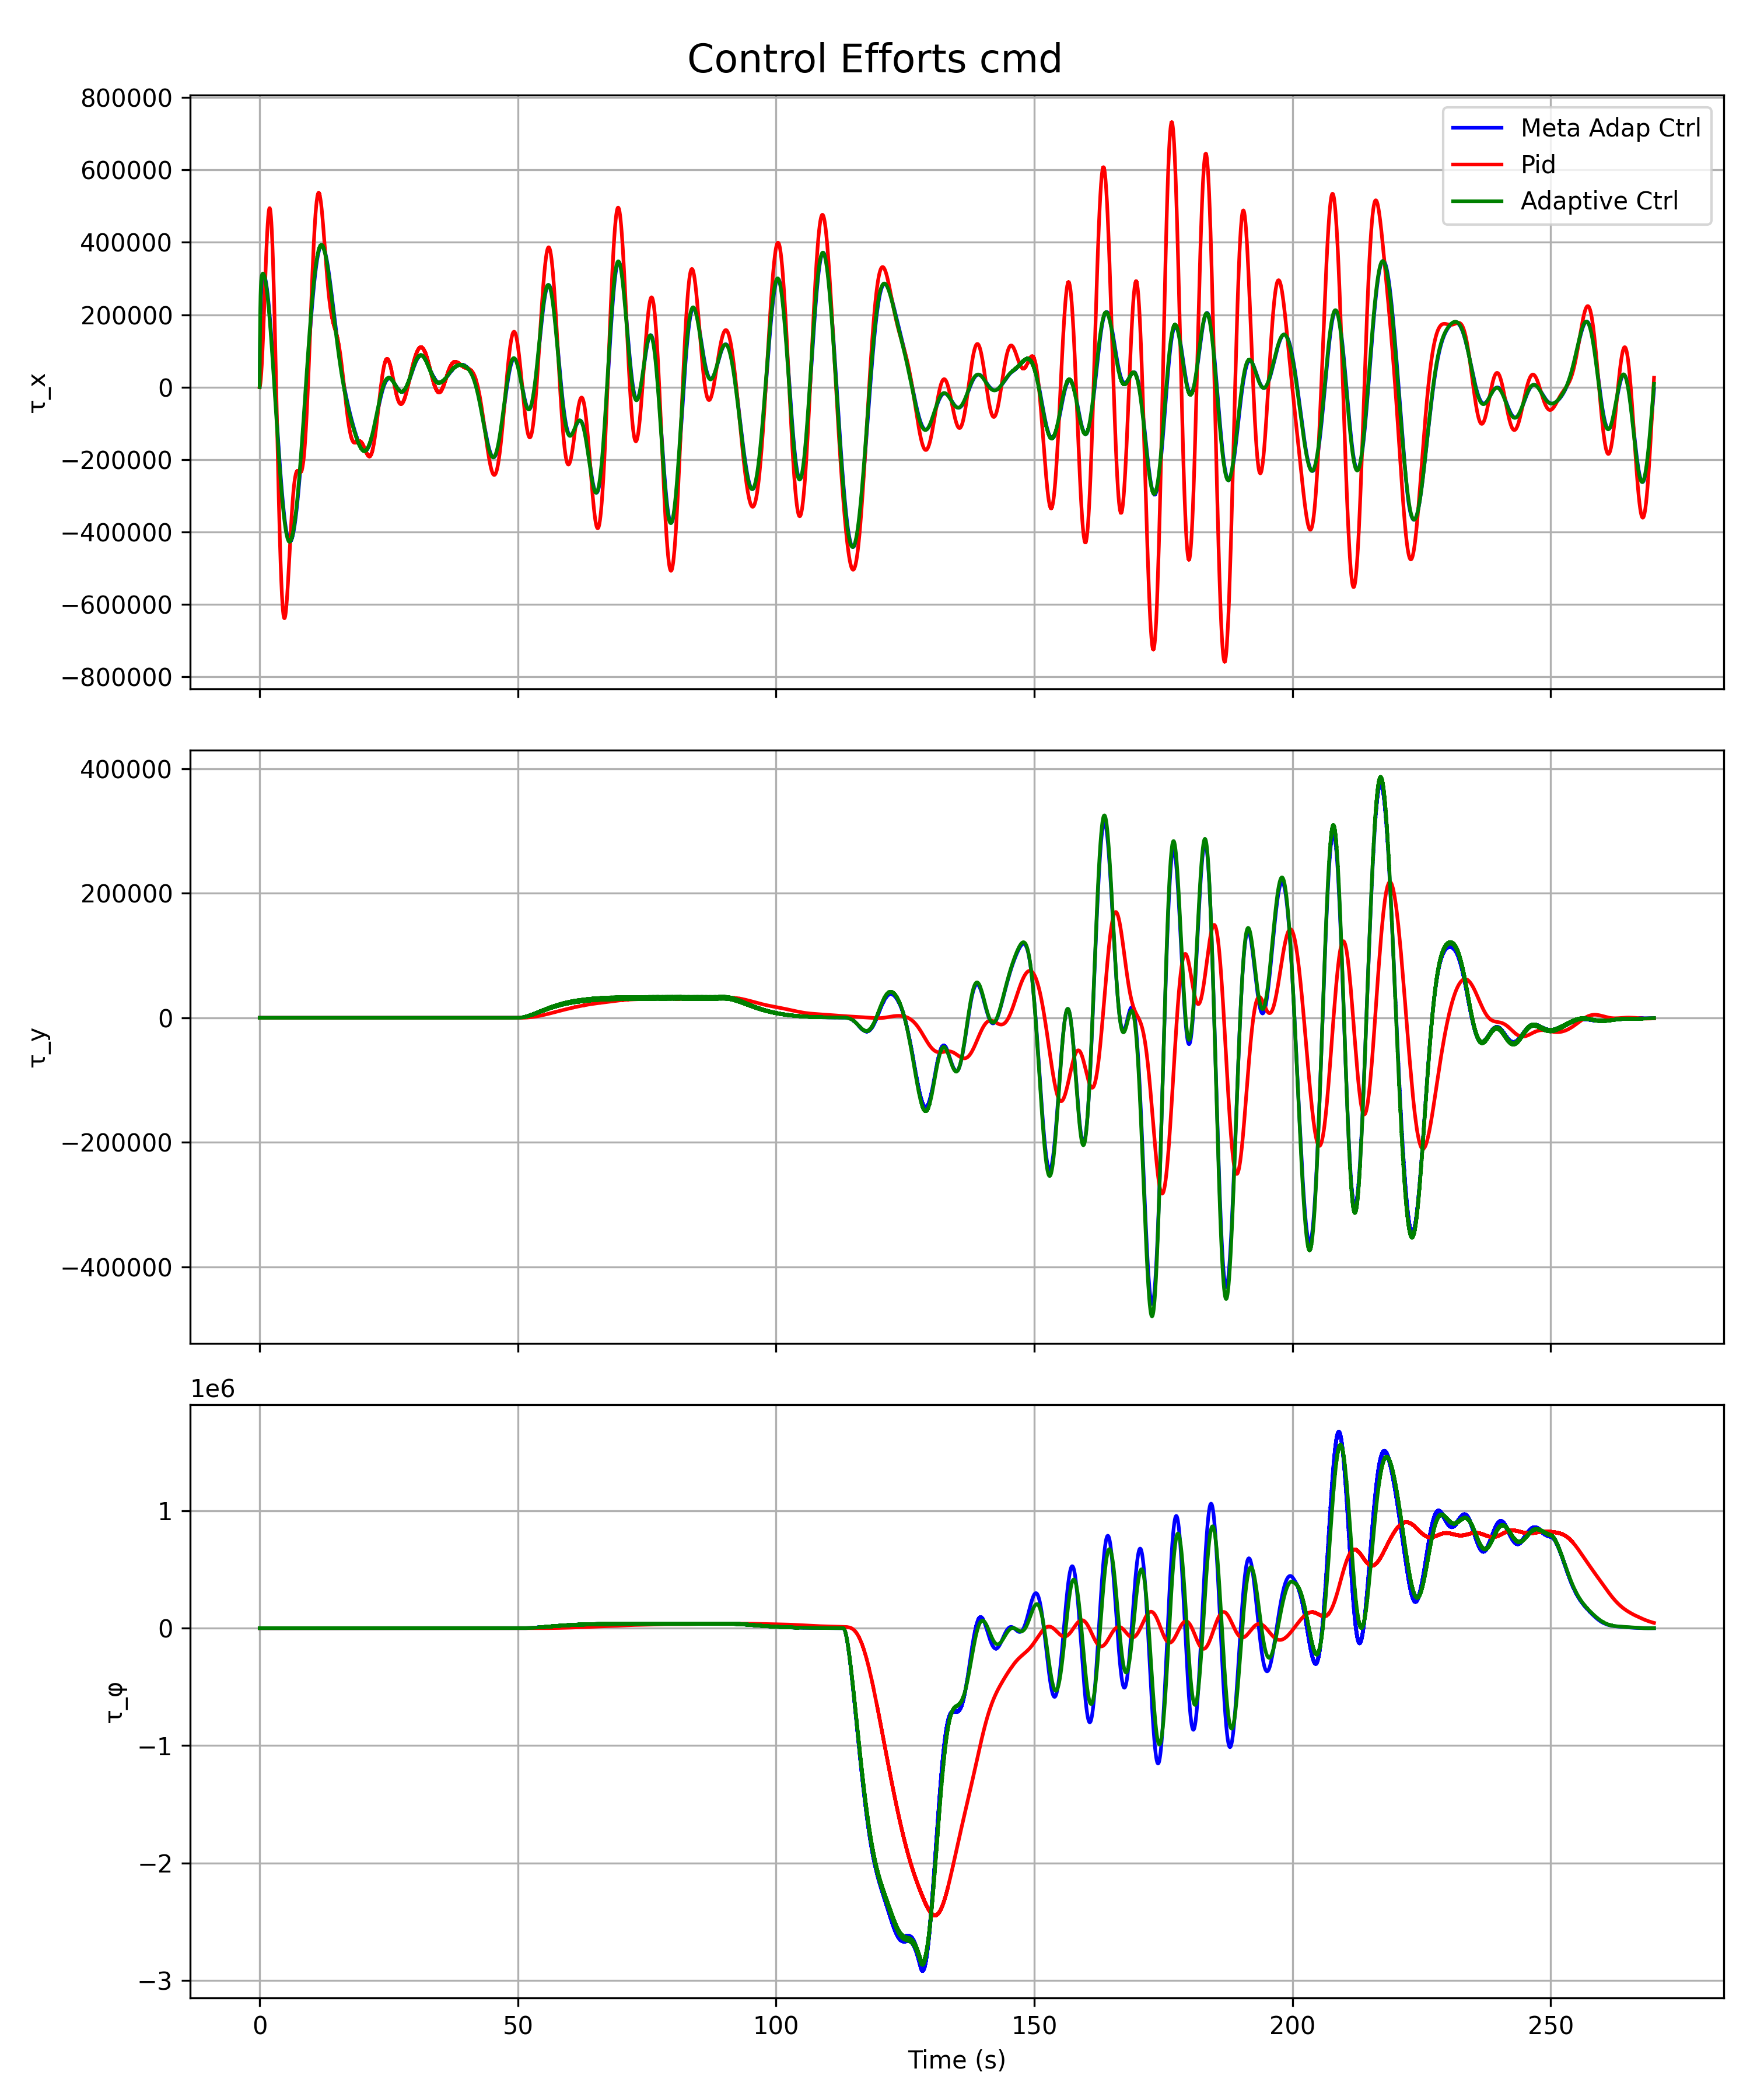 Control Efforts cmd
800000
600000
400000
200000
0
−200000
−400000
−600000
−800000
τ_x
Meta Adap Ctrl
Pid
Adaptive Ctrl
400000
200000
0
−200000
−400000
τ_y
1e6
1
0
−1
−2
−3
τ_φ
0 50 100 150 200 250
Time (s)